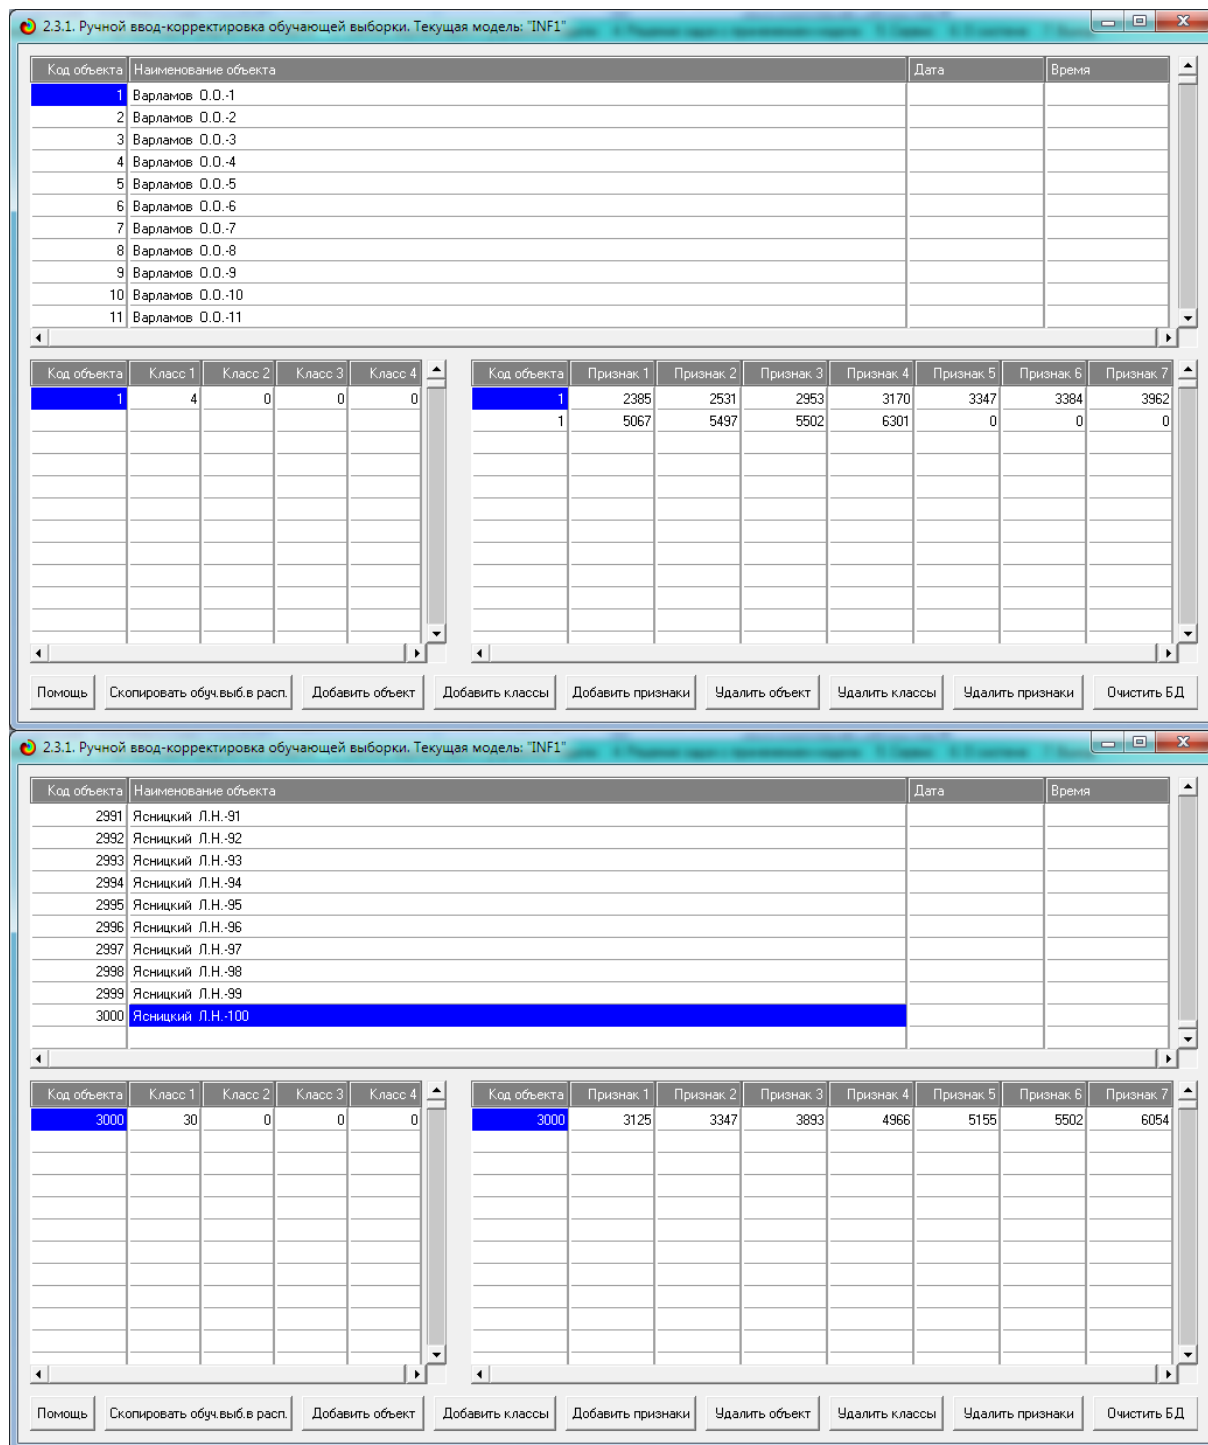 2.3.1. Ручной ввод-корректировка обучающей выборки. Текущая модель: "INF1"
Код объекта Наименование объекта Дата Время
1 Варламов О.О.-1
2 Варламов О.О.-2
3 Варламов О.О.-3
4 Варламов О.О.-4
5 Варламов О.О.-5
6 Варламов О.О.-6
7 Варламов О.О.-7
8 Варламов О.О.-8
9 Варламов О.О.-9
10 Варламов О.О.-10
11 Варламов О.О.-11
Код объекта Класс 1 Класс 2 Класс 3 Класс 4
1 4 0 0 0
Код объекта Признак 1 Признак 2 Признак 3 Признак 4 Признак 5 Признак 6 Признак 7
1 2385 2531 2953 3170 3347 3384 3962
1 5067 5497 5502 6301 0 0 0
Помощь Скопировать обуч.выб.в расп. Добавить объект Добавить классы Добавить признаки Удалить объект Удалить классы Удалить признаки Очистить БД
2.3.1. Ручной ввод-корректировка обучающей выборки. Текущая модель: "INF1"
Код объекта Наименование объекта Дата Время
2991 Ясницкий Л.Н.-91
2992 Ясницкий Л.Н.-92
2993 Ясницкий Л.Н.-93
2994 Ясницкий Л.Н.-94
2995 Ясницкий Л.Н.-95
2996 Ясницкий Л.Н.-96
2997 Ясницкий Л.Н.-97
2998 Ясницкий Л.Н.-98
2999 Ясницкий Л.Н.-99
3000 Ясницкий Л.Н.-100
Код объекта Класс 1 Класс 2 Класс 3 Класс 4
3000 30 0 0 0
Код объекта Признак 1 Признак 2 Признак 3 Признак 4 Признак 5 Признак 6 Признак 7
3000 3125 3347 3893 4966 5155 5502 6054
Помощь Скопировать обуч.выб.в расп. Добавить объект Добавить классы Добавить признаки Удалить объект Удалить классы Удалить признаки Очистить БД